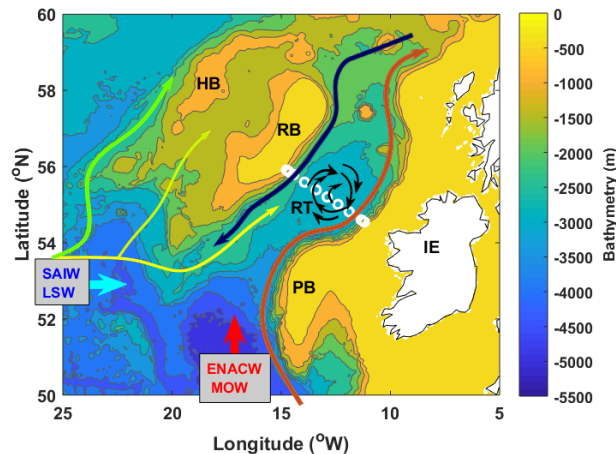 60
58
56
54
52
50
Latitude (°N)
25
20
15
10
5
Longitude (°W)
HB
RB
RT
PB
IE
SAIW
LSW
ENACW
MOW
0
-500
-1000
-1500
-2000
-2500
-3000
-3500
-4000
-4500
-5000
-5500
Bathymetry (m)